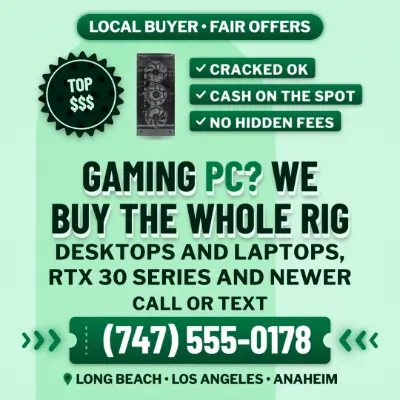 LOCAL BUYER • FAIR OFFERS
TOP
$$$
✓ CRACKED OK
✓ CASH ON THE SPOT
✓ NO HIDDEN FEES
GAMING PC? WE
BUY THE WHOLE RIG
DESKTOPS AND LAPTOPS,
RTX 30 SERIES AND NEWER
CALL OR TEXT
(747) 555-0178
LONG BEACH • LOS ANGELES • ANAHEIM